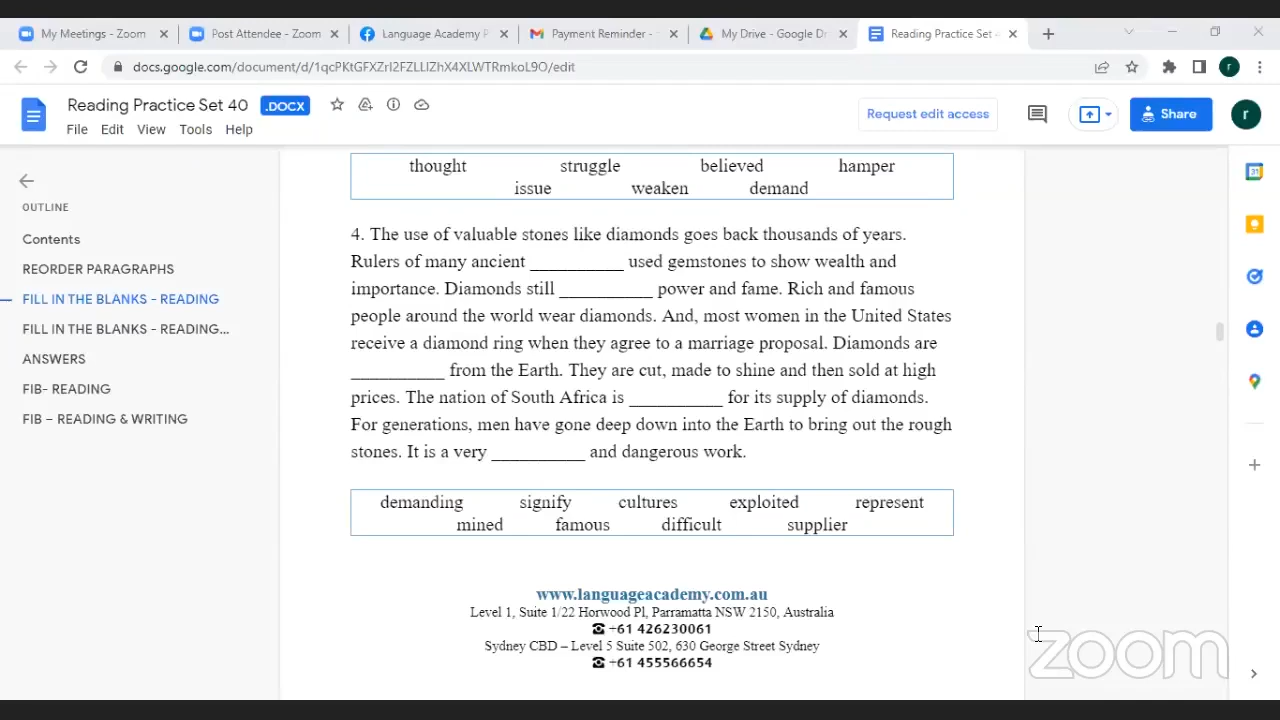 My Meetings - Zoom
Post Attendee - Zoom
Language Academy P
Payment Reminder -
My Drive - Google Dr
Reading Practice Set 4
docs.google.com/document/d/1qcPKtGFXZrI2FZLLlZhX4XLWTRmkoL9O/edit
r
Reading Practice Set 40 .DOCX
File Edit View Tools Help
Request edit access
Share
r
OUTLINE
Contents
REORDER PARAGRAPHS
FILL IN THE BLANKS - READING
FILL IN THE BLANKS - READING...
ANSWERS
FIB- READING
FIB – READING & WRITING
thought struggle believed hamper
issue weaken demand
4. The use of valuable stones like diamonds goes back thousands of years.
Rulers of many ancient __________ used gemstones to show wealth and
importance. Diamonds still __________ power and fame. Rich and famous
people around the world wear diamonds. And, most women in the United States
receive a diamond ring when they agree to a marriage proposal. Diamonds are
__________ from the Earth. They are cut, made to shine and then sold at high
prices. The nation of South Africa is __________ for its supply of diamonds.
For generations, men have gone deep down into the Earth to bring out the rough
stones. It is a very __________ and dangerous work.
demanding signify cultures exploited represent
mined famous difficult supplier
www.languageacademy.com.au
Level 1, Suite 1/22 Horwood Pl, Parramatta NSW 2150, Australia
☎ +61 426230061
Sydney CBD – Level 5 Suite 502, 630 George Street Sydney
☎ +61 455566654
31
zoom